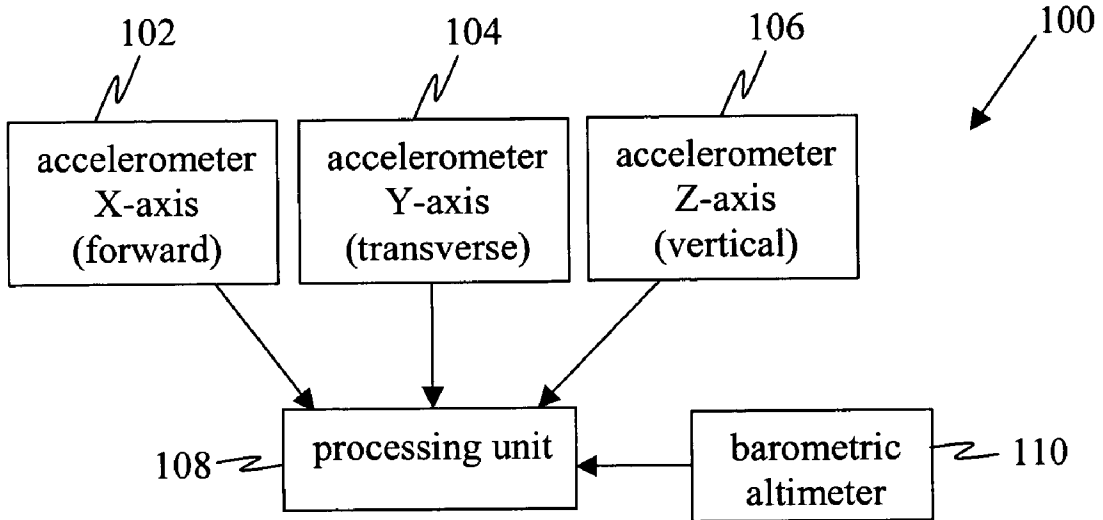 102
104
106
100
accelerometer
X-axis
(forward)
accelerometer
Y-axis
(transverse)
accelerometer
Z-axis
(vertical)
108
processing unit
barometric
altimeter
110